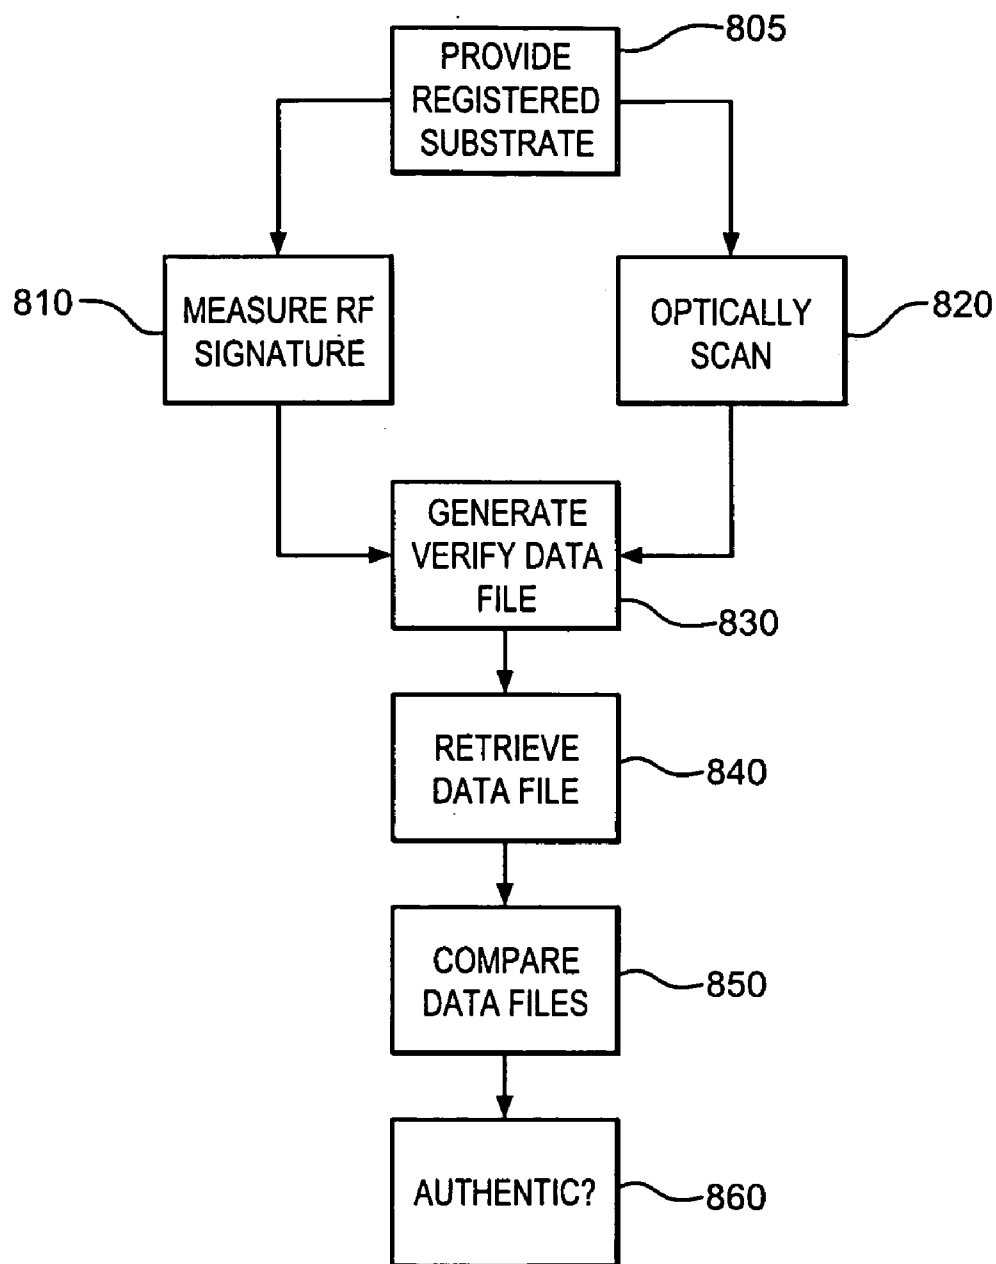 805
PROVIDE
REGISTERED
SUBSTRATE
810
MEASURE RF
SIGNATURE
OPTICALLY
SCAN
820
GENERATE
VERIFY DATA
FILE
830
RETRIEVE
DATA FILE
840
COMPARE
DATA FILES
850
AUTHENTIC?
860